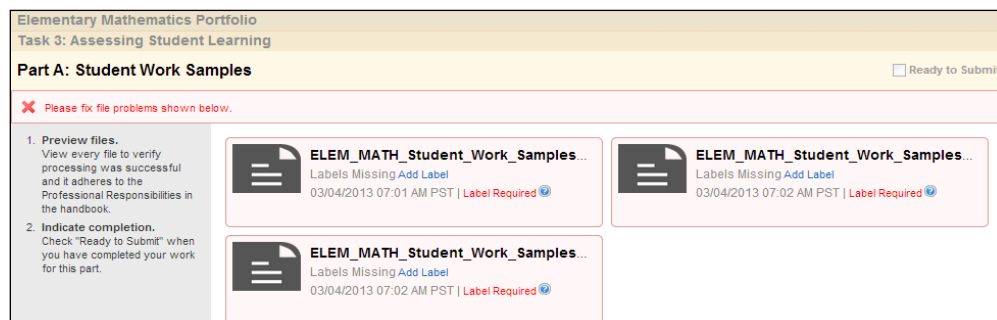 Elementary Mathematics Portfolio
Task 3: Assessing Student Learning
Part A: Student Work Samples
Ready to Submit
Please fix file problems shown below.
1. Preview files.
View every file to verify
processing was successful
and it adheres to the
Professional Responsibilities in
the handbook.
2. Indicate completion.
Check "Ready to Submit" when
you have completed your work
for this part.
ELEM_MATH_Student_Work_Samples...
Labels Missing Add Label
03/04/2013 07:01 AM PST | Label Required ?
ELEM_MATH_Student_Work_Samples...
Labels Missing Add Label
03/04/2013 07:02 AM PST | Label Required ?
ELEM_MATH_Student_Work_Samples...
Labels Missing Add Label
03/04/2013 07:02 AM PST | Label Required ?